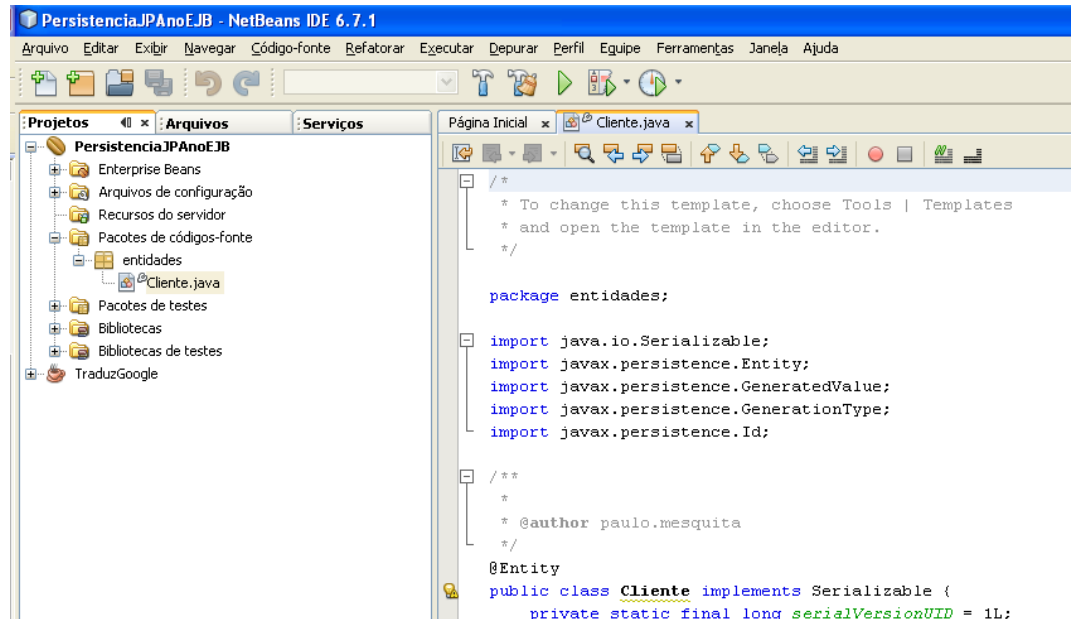 PersistenciaJPAnoEJB - NetBeans IDE 6.7.1
Arquivo Editar Exibir Navegar Código-fonte Refatorar Executar Depurar Perfil Equipe Ferramentas Janela Ajuda
Projetos Arquivos Serviços
PersistenciaJPAnoEJB
Enterprise Beans
Arquivos de configuração
Recursos do servidor
Pacotes de códigos-fonte
entidades
Cliente.java
Pacotes de testes
Bibliotecas
Bibliotecas de testes
TraduzGoogle
Página Inicial Cliente.java
/*
* To change this template, choose Tools | Templates
* and open the template in the editor.
*/
package entidades;
import java.io.Serializable;
import javax.persistence.Entity;
import javax.persistence.GeneratedValue;
import javax.persistence.GenerationType;
import javax.persistence.Id;
/**
*
* @author paulo.mesquita
*/
@Entity
public class Cliente implements Serializable {
private static final long serialVersionUID = 1L;